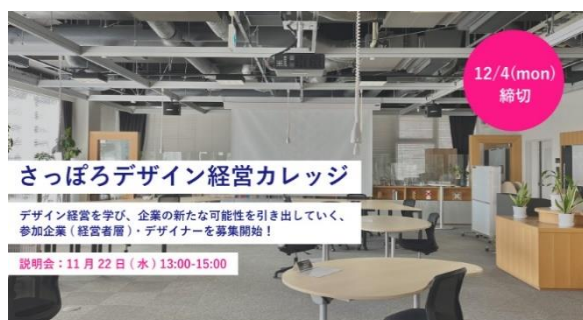 12/4(mon)
締切
さっぽろデザイン経営カレッジ
デザイン経営を学び、企業の新たな可能性を引き出していく、
参加企業(経営者層)・デザイナーを募集開始！
説明会：11月22日(水)13:00-15:00